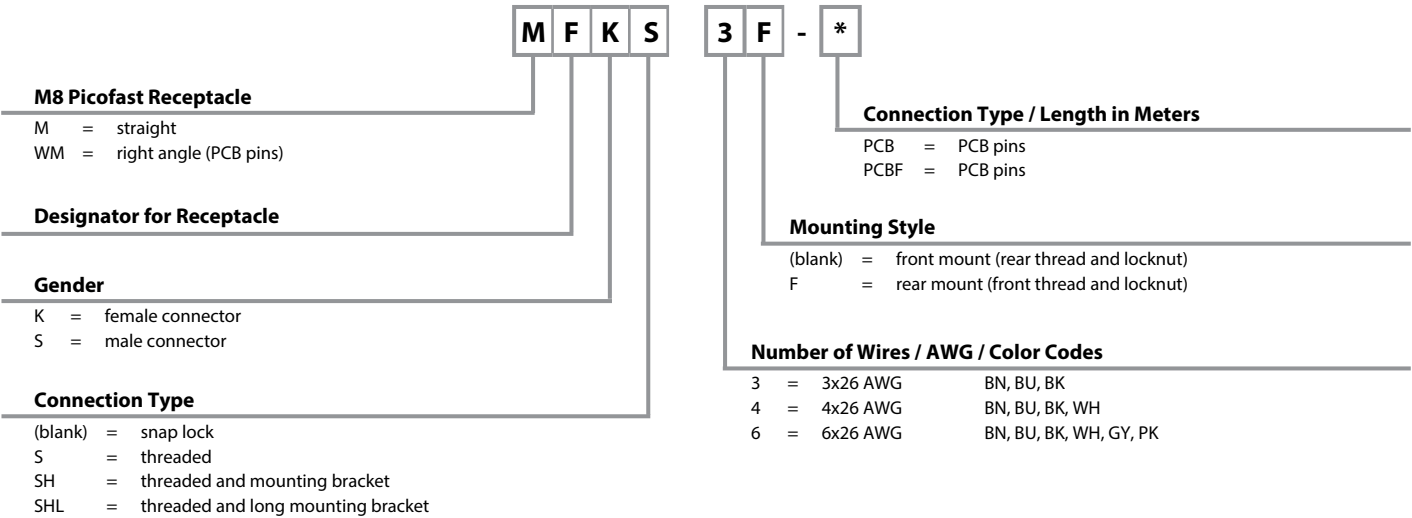 M F K S 3 F - *
M8 Picofast Receptacle
M = straight
WM = right angle (PCB pins)
Designator for Receptacle
Gender
K = female connector
S = male connector
Connection Type
(blank) = snap lock
S = threaded
SH = threaded and mounting bracket
SHL = threaded and long mounting bracket
Connection Type / Length in Meters
PCB = PCB pins
PCBF = PCB pins
Mounting Style
(blank) = front mount (rear thread and locknut)
F = rear mount (front thread and locknut)
Number of Wires / AWG / Color Codes
3 = 3x26 AWG BN, BU, BK
4 = 4x26 AWG BN, BU, BK, WH
6 = 6x26 AWG BN, BU, BK, WH, GY, PK